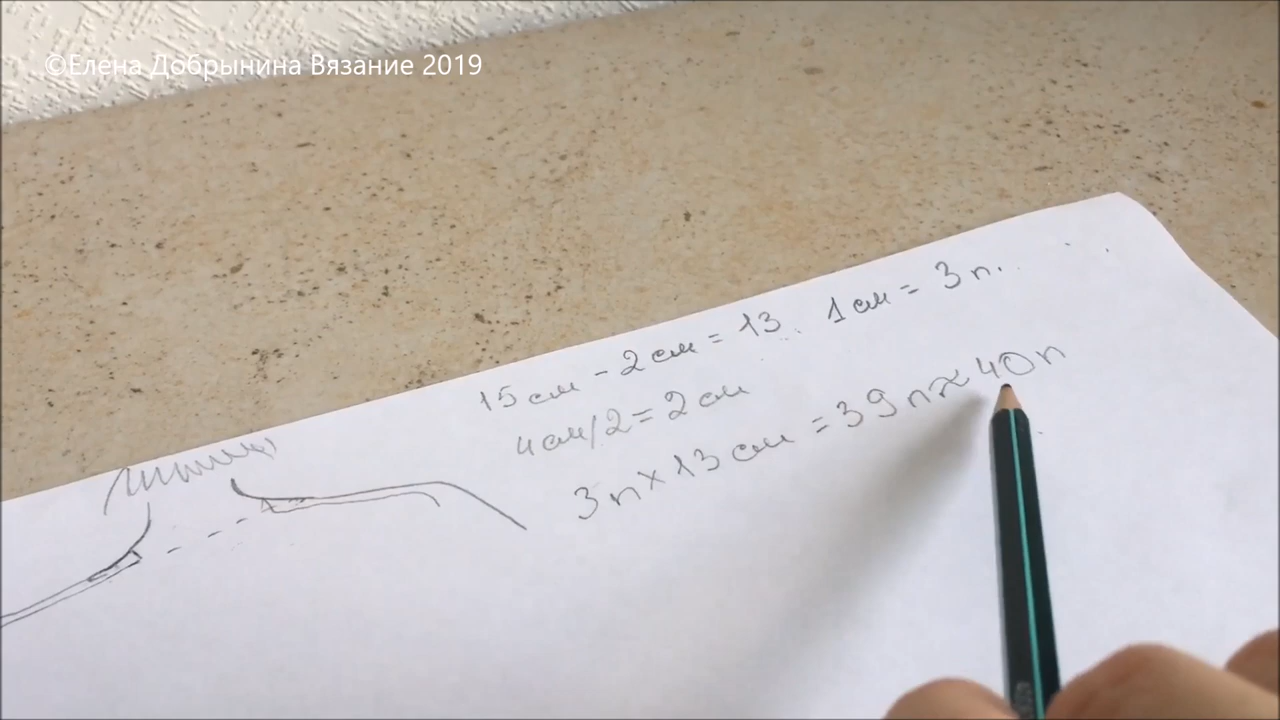 ©Елена Добрынина Вязание 2019
15 см - 2 см = 13 1 см = 3 п.
4 см/2 = 2 см
3 п × 13 см = 39 п ≈ 40 п